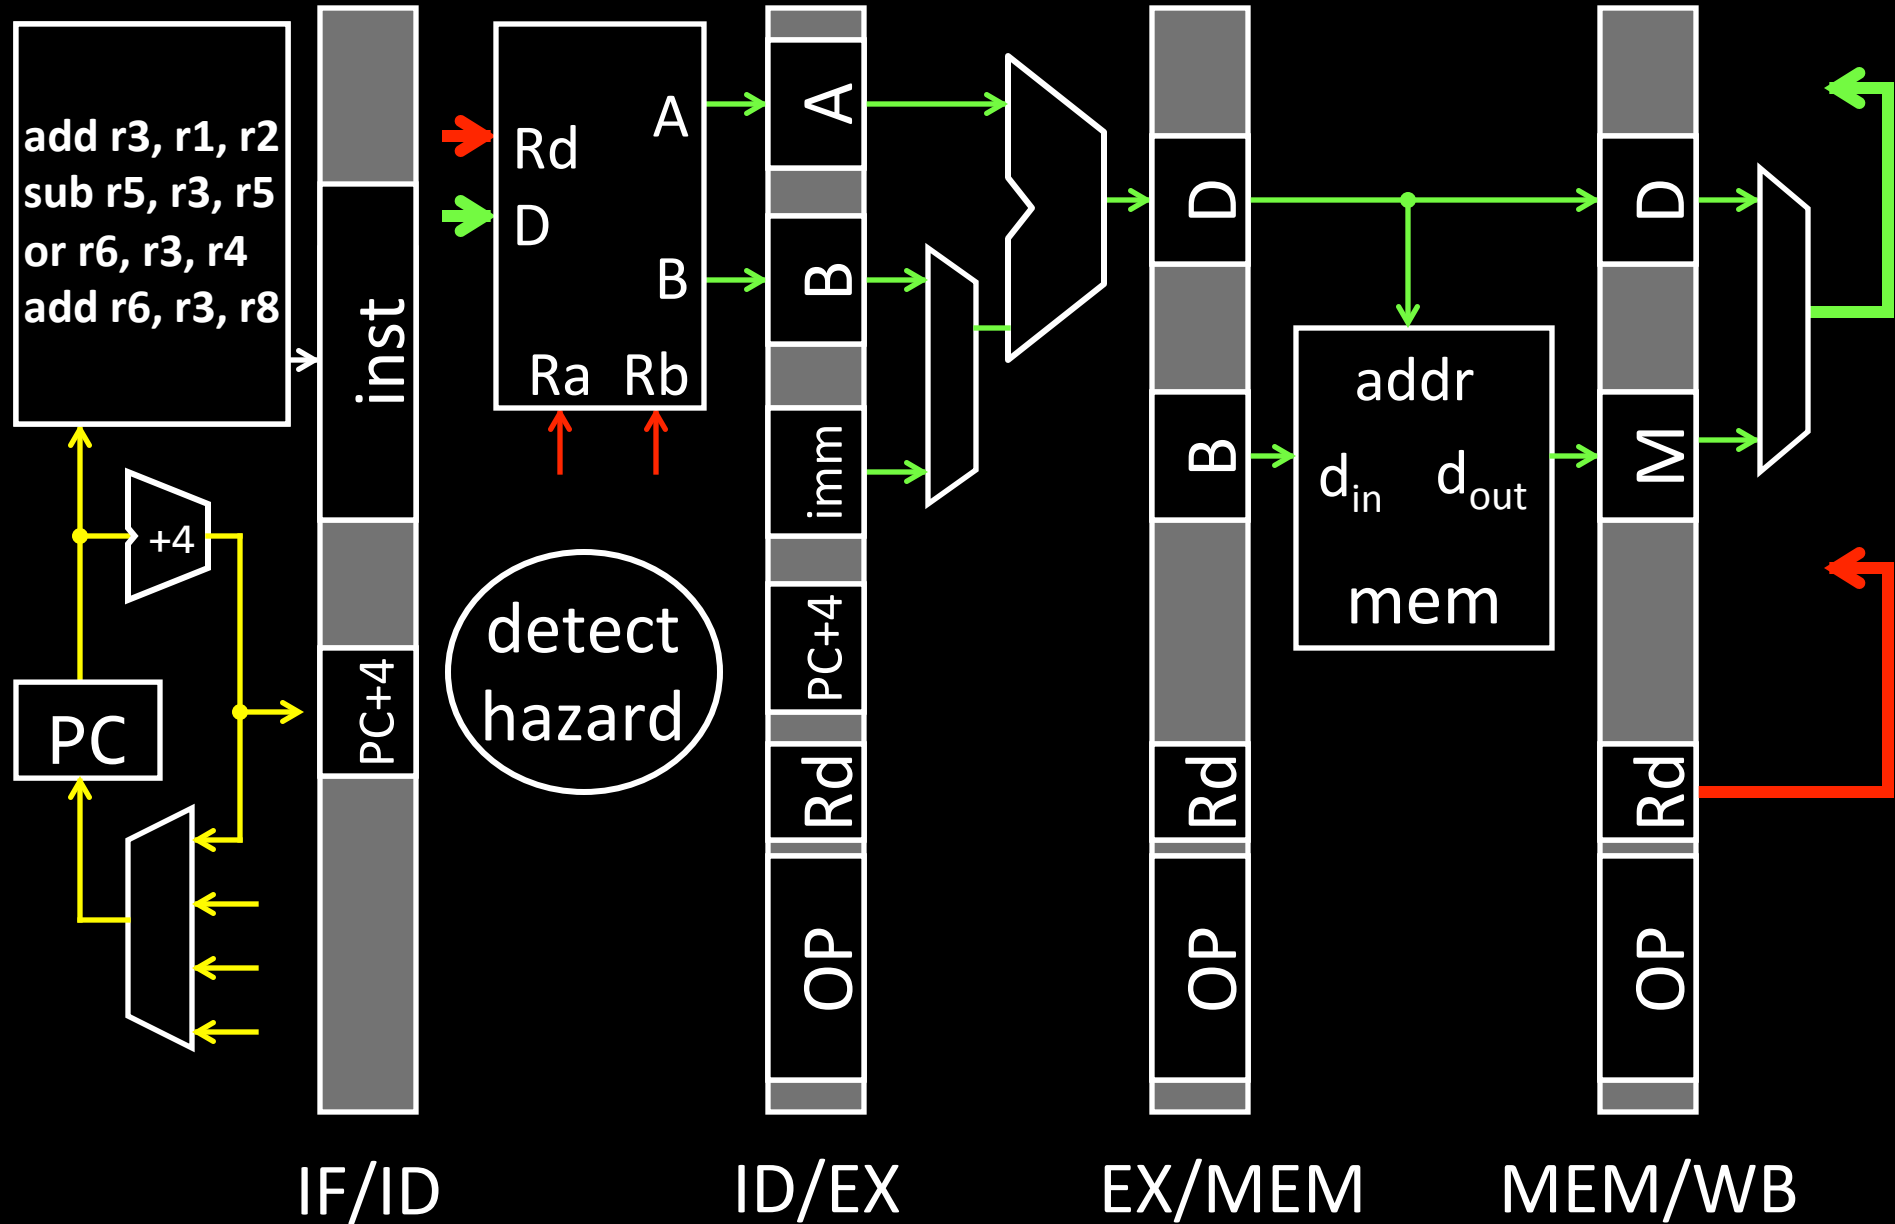 add r3, r1, r2
sub r5, r3, r5
or r6, r3, r4
add r6, r3, r8
+4
PC
inst
PC+4
Rd
D
A
B
Ra Rb
detect
hazard
A
B
imm
PC+4
Rd
OP
D
B
Rd
OP
addr
din dout
mem
D
M
Rd
OP
IF/ID
ID/EX
EX/MEM
MEM/WB